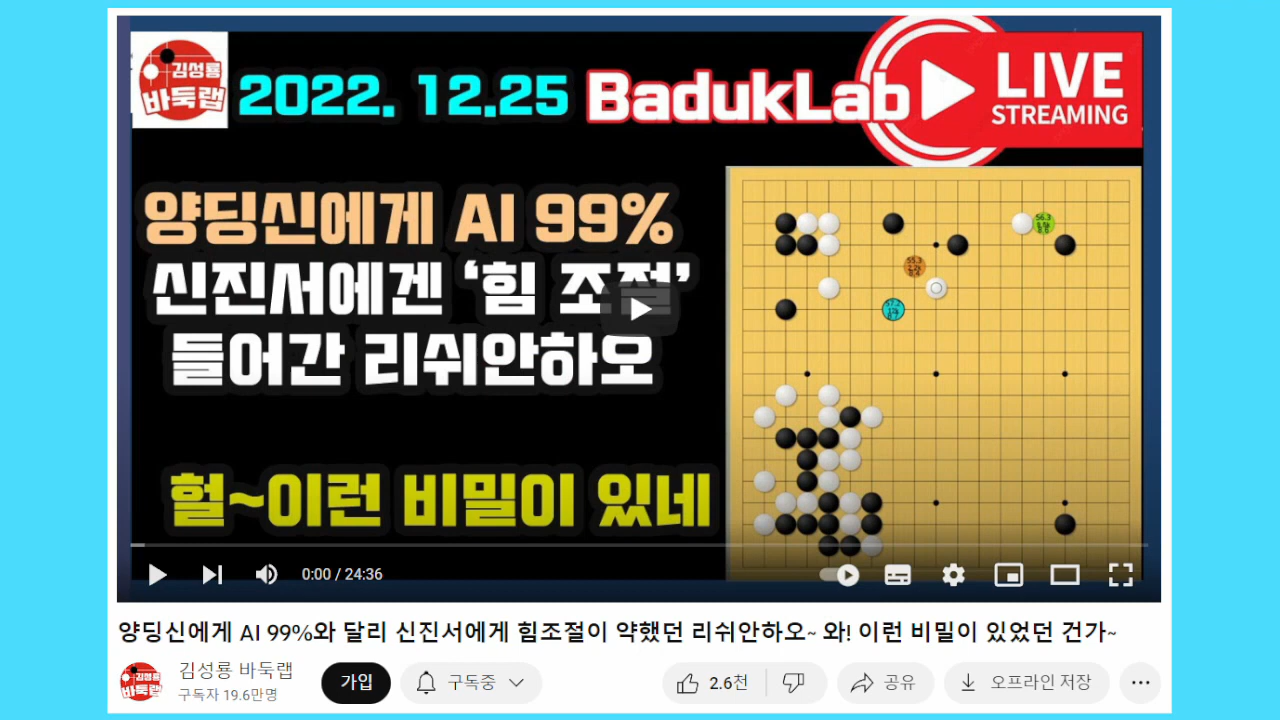 김성룡
바둑랩
2022. 12.25 BadukLab
LIVE
STREAMING
양딩신에게 AI 99%
신진서에겐 ‘힘 조절’
들어간 리쉬안하오
헐~이런 비밀이 있네
0:00 / 24:36
양딩신에게 AI 99%와 달리 신진서에게 힘조절이 약했던 리쉬안하오~ 와! 이런 비밀이 있었던 건가~
김성룡
바둑랩
김성룡 바둑랩
구독자 19.6만명
가입
구독중
2.6천
공유
오프라인 저장